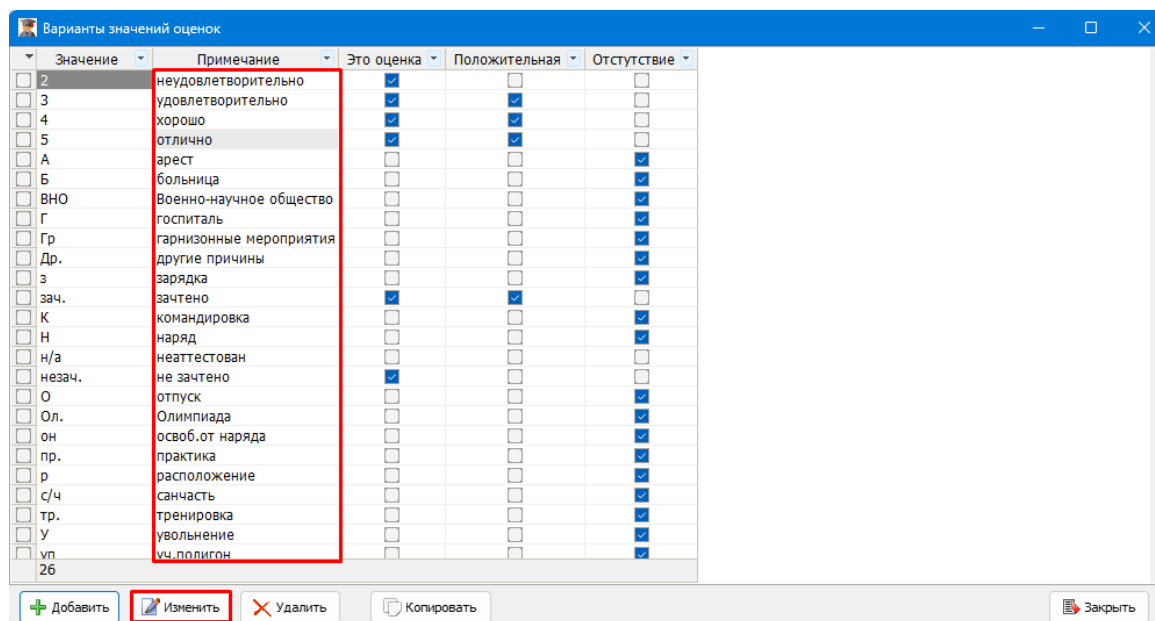 Варианты значений оценок
Значение Примечание Это оценка Положительная Отстутствие
2 неудовлетворительно
3 удовлетворительно
4 хорошо
5 отлично
А арест
Б больница
ВНО Военно-научное общество
Г госпиталь
Гр гарнизонные мероприятия
Др. другие причины
з зарядка
зач. зачтено
К командировка
Н наряд
н/а неаттестован
незач. не зачтено
О отпуск
Ол. Олимпиада
он освоб.от наряда
пр. практика
р расположение
с/ч санчасть
тр. тренировка
У увольнение
уп уч.полигон
26
Добавить Изменить Удалить Копировать Закрыть